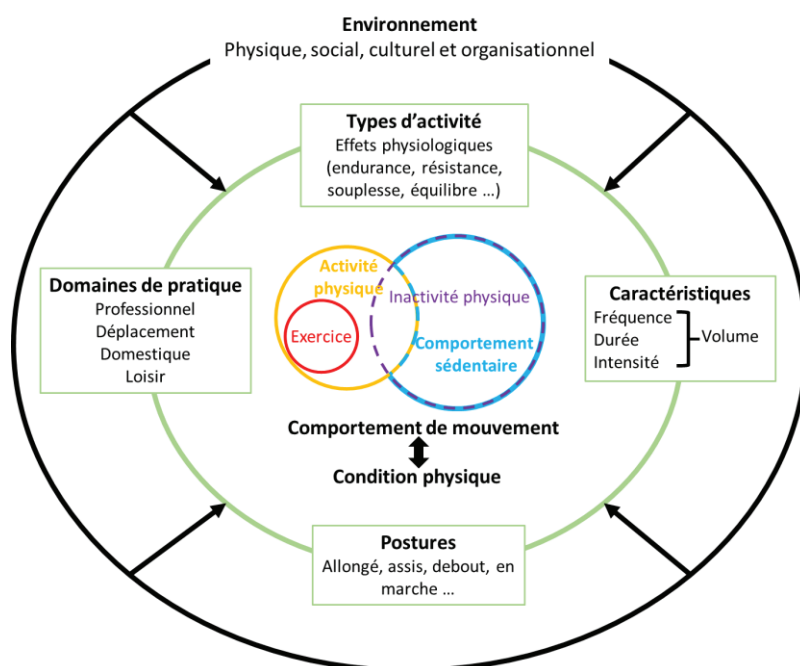 Environnement
Physique, social, culturel et organisationnel
Types d'activité
Effets physiologiques
(endurance, résistance,
souplesse, équilibre ...)
Domaines de pratique
Professionnel
Déplacement
Domestique
Loisir
Activité
physique
Exercice
Inactivité physique
Comportement
sédentaire
Caractéristiques
Fréquence
Durée
Intensité
Volume
Comportement de mouvement
Condition physique
Postures
Allongé, assis, debout, en
marche ...